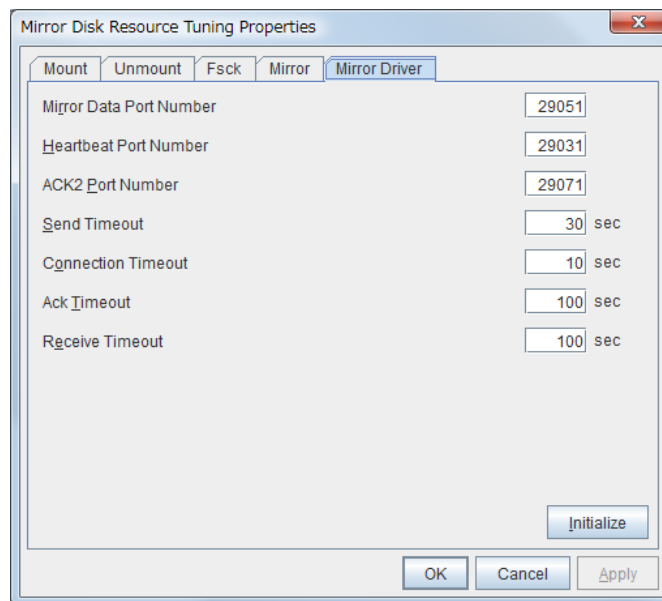 Mirror Disk Resource Tuning Properties
Mount Unmount Fsck Mirror Mirror Driver
Mirror Data Port Number 29051
Heartbeat Port Number 29031
ACK2 Port Number 29071
Send Timeout 30 sec
Connection Timeout 10 sec
Ack Timeout 100 sec
Receive Timeout 100 sec
Initialize
OK Cancel Apply